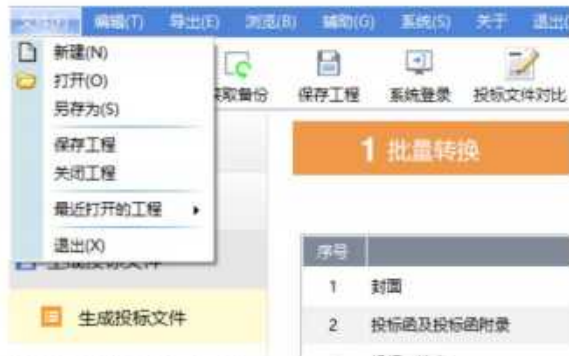 编辑(T) 导出(E) 浏览(B) 辅助(G) 系统(S) 关于 退出
新建(N)
打开(O)
另存为(S)
保存工程
关闭工程
最近打开的工程
退出(X)
取备份 保存工程 系统登录 投标文件对比
1 批量转换
生成投标文件
序号
1 封面
2 投标函及投标函附录